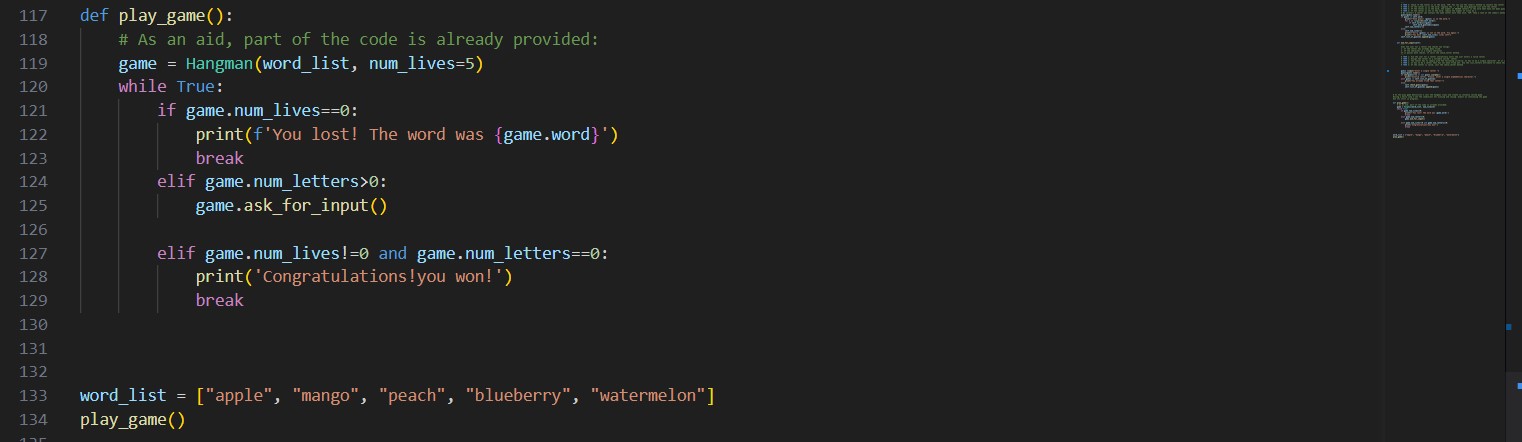 117 def play_game():
118     # As an aid, part of the code is already provided:
119     game = Hangman(word_list, num_lives=5)
120     while True:
121         if game.num_lives==0:
122             print(f'You lost! The word was {game.word}')
123             break
124         elif game.num_letters>0:
125             game.ask_for_input()
126
127         elif game.num_lives!=0 and game.num_letters==0:
128             print('Congratulations!you won!')
129             break
130
131
132
133 word_list = ["apple", "mango", "peach", "blueberry", "watermelon"]
134 play_game()